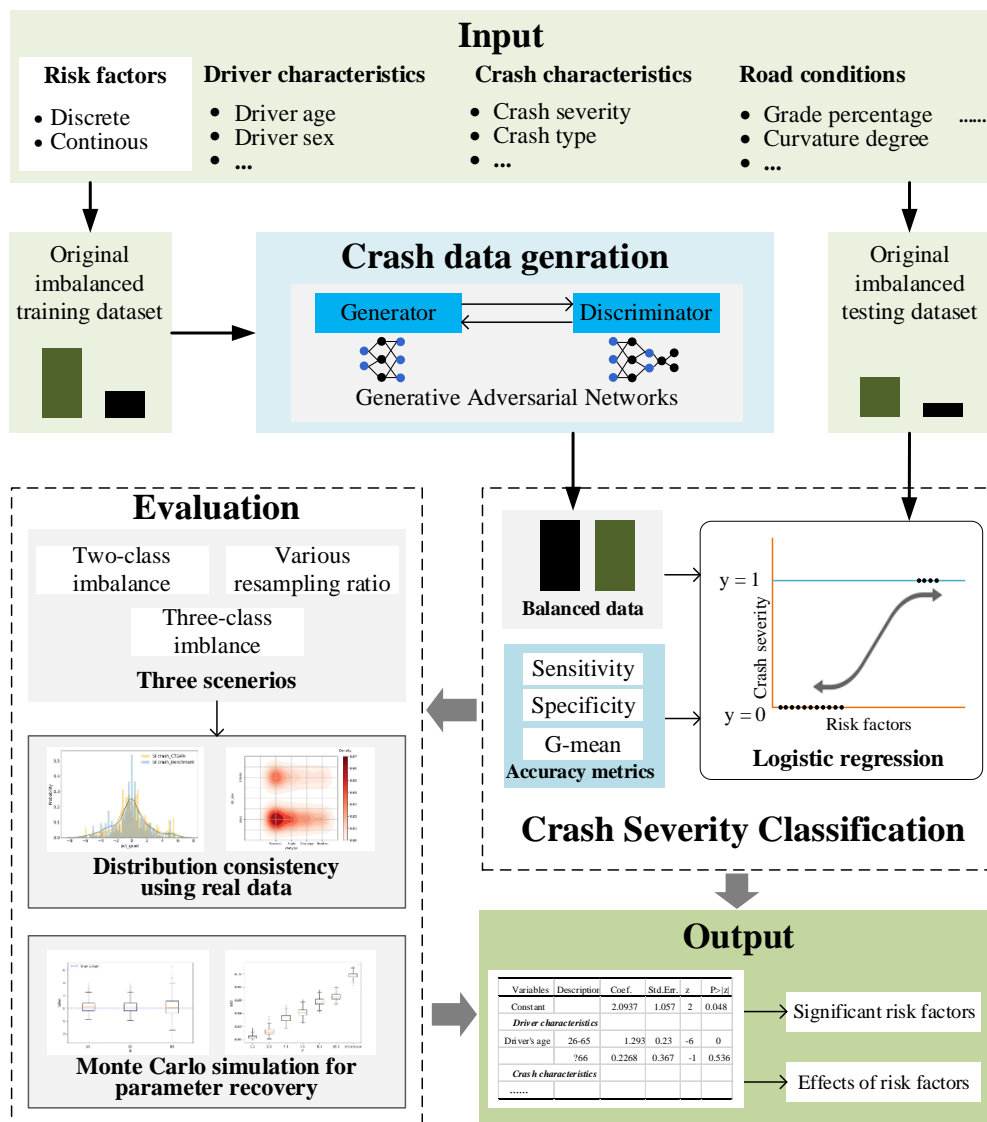 Input
Risk factors
• Discrete
• Continous
Driver characteristics
• Driver age
• Driver sex
• ...
Crash characteristics
• Crash severity
• Crash type
• ...
Road conditions
• Grade percentage
• Curvature degree
• ...
......
Original
imbalanced
training dataset
Crash data genration
Generator
Discriminator
Generative Adversarial Networks
Original
imbalanced
testing dataset
Evaluation
Two-class
imbalance
Various
resampling ratio
Three-class
imblance
Three scenerios
Probability
Density
Distribution consistency
using real data
Monte Carlo simulation for
parameter recovery
Balanced data
Sensitivity
Specificity
G-mean
Accuracy metrics
y = 1
Crash severity
y = 0
Risk factors
Logistic regression
Crash Severity Classification
Output
Variables Description Coef. Std.Err. z P>|z|
Constant 2.0937 1.057 2 0.048
Driver characteristics
Driver's age 26-65 1.293 0.23 -6 0
?66 0.2268 0.367 -1 0.536
Crash characteristics
......
Significant risk factors
Effects of risk factors